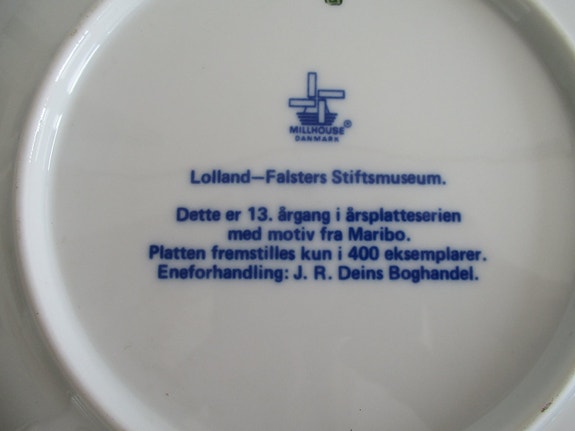 MILLHOUSE®
DANMARK
Lolland—Falsters Stiftsmuseum.
Dette er 13. årgang i årsplatteserien
med motiv fra Maribo.
Platten fremstilles kun i 400 eksemplarer.
Eneforhandling: J. R. Deins Boghandel.